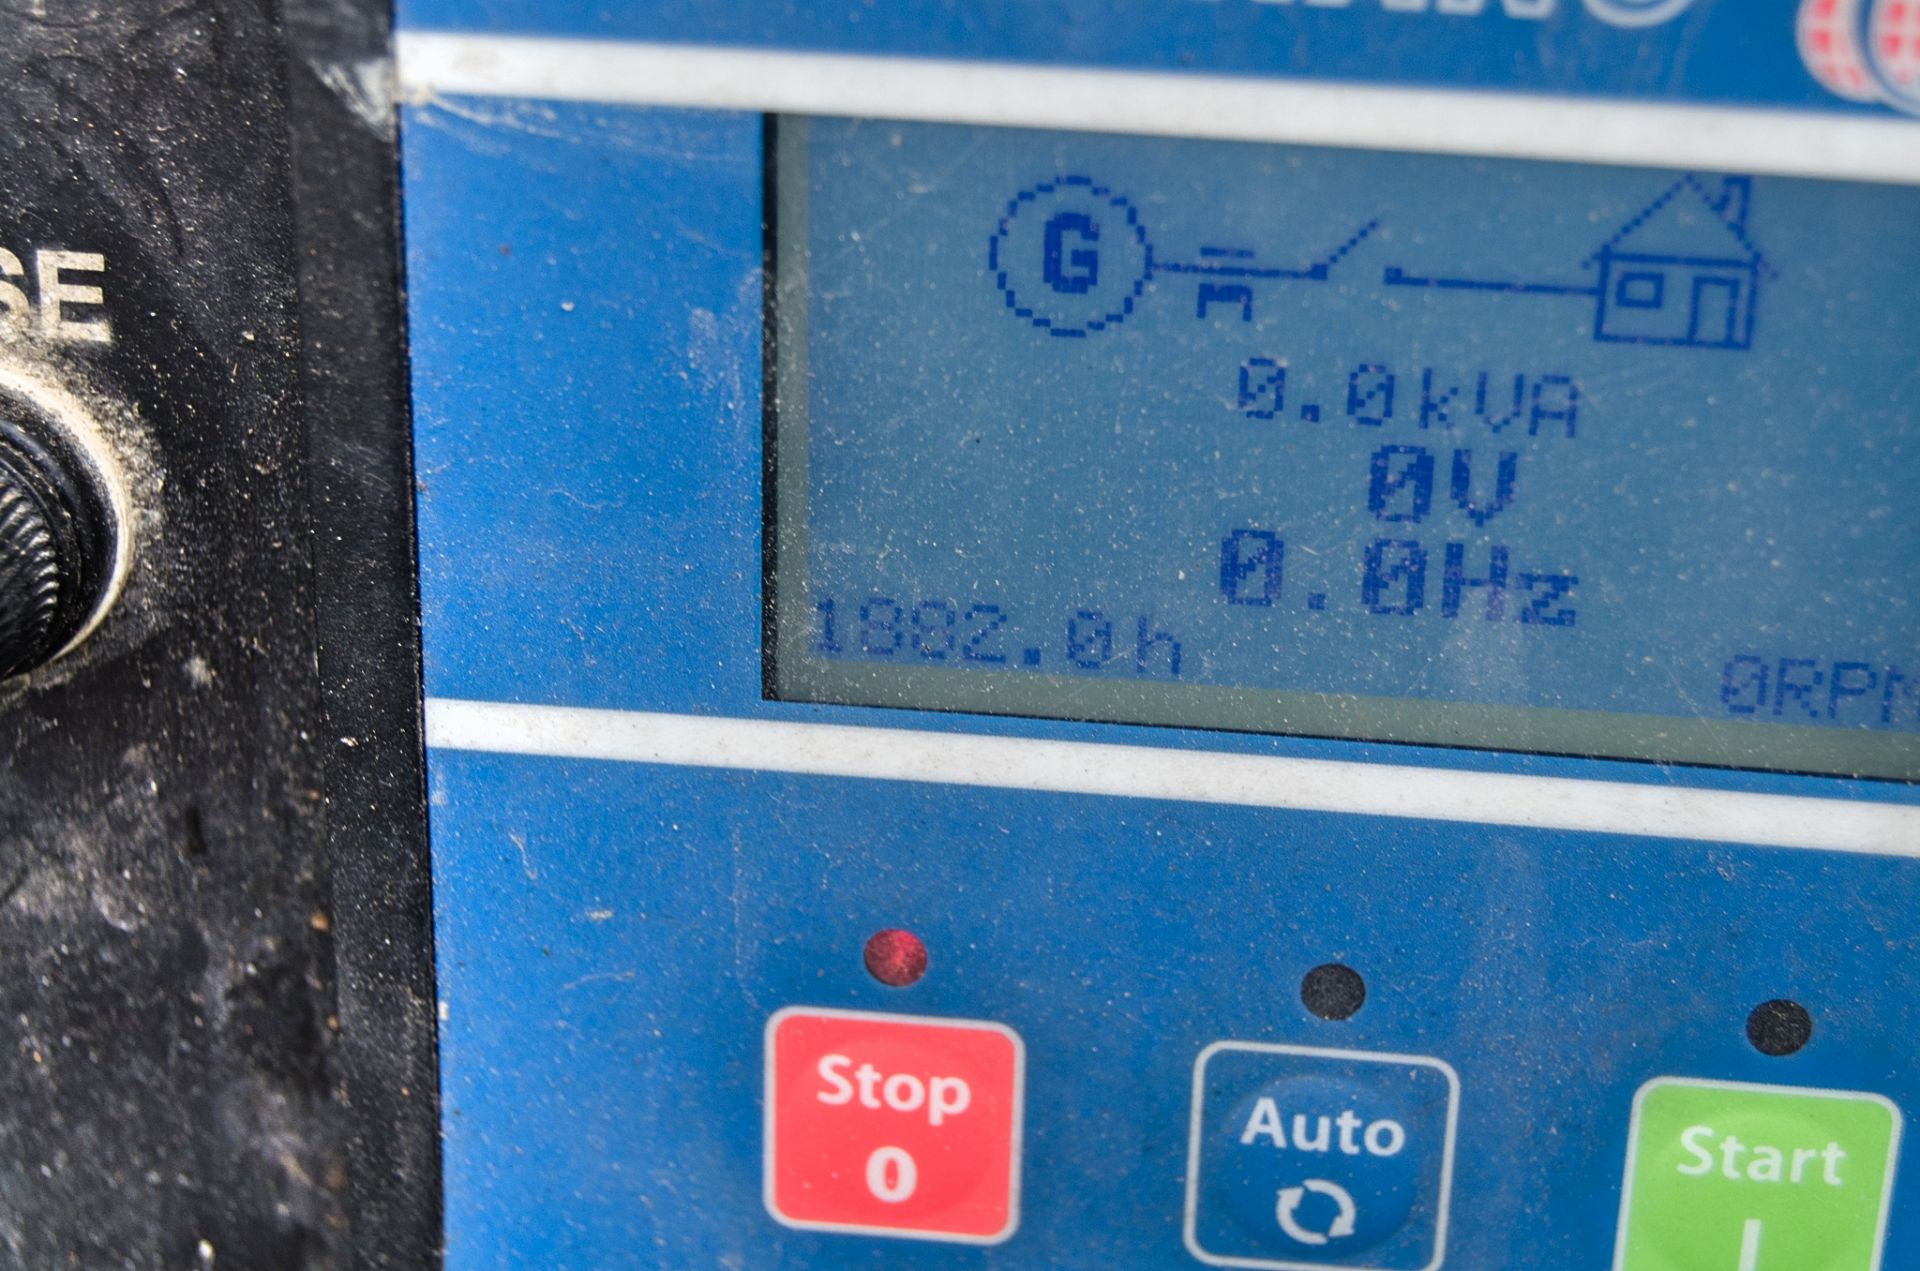 SE
G
0.0kVA
0V
0.0Hz
1882.0h
0RPM
Stop
0
Auto
Start
I